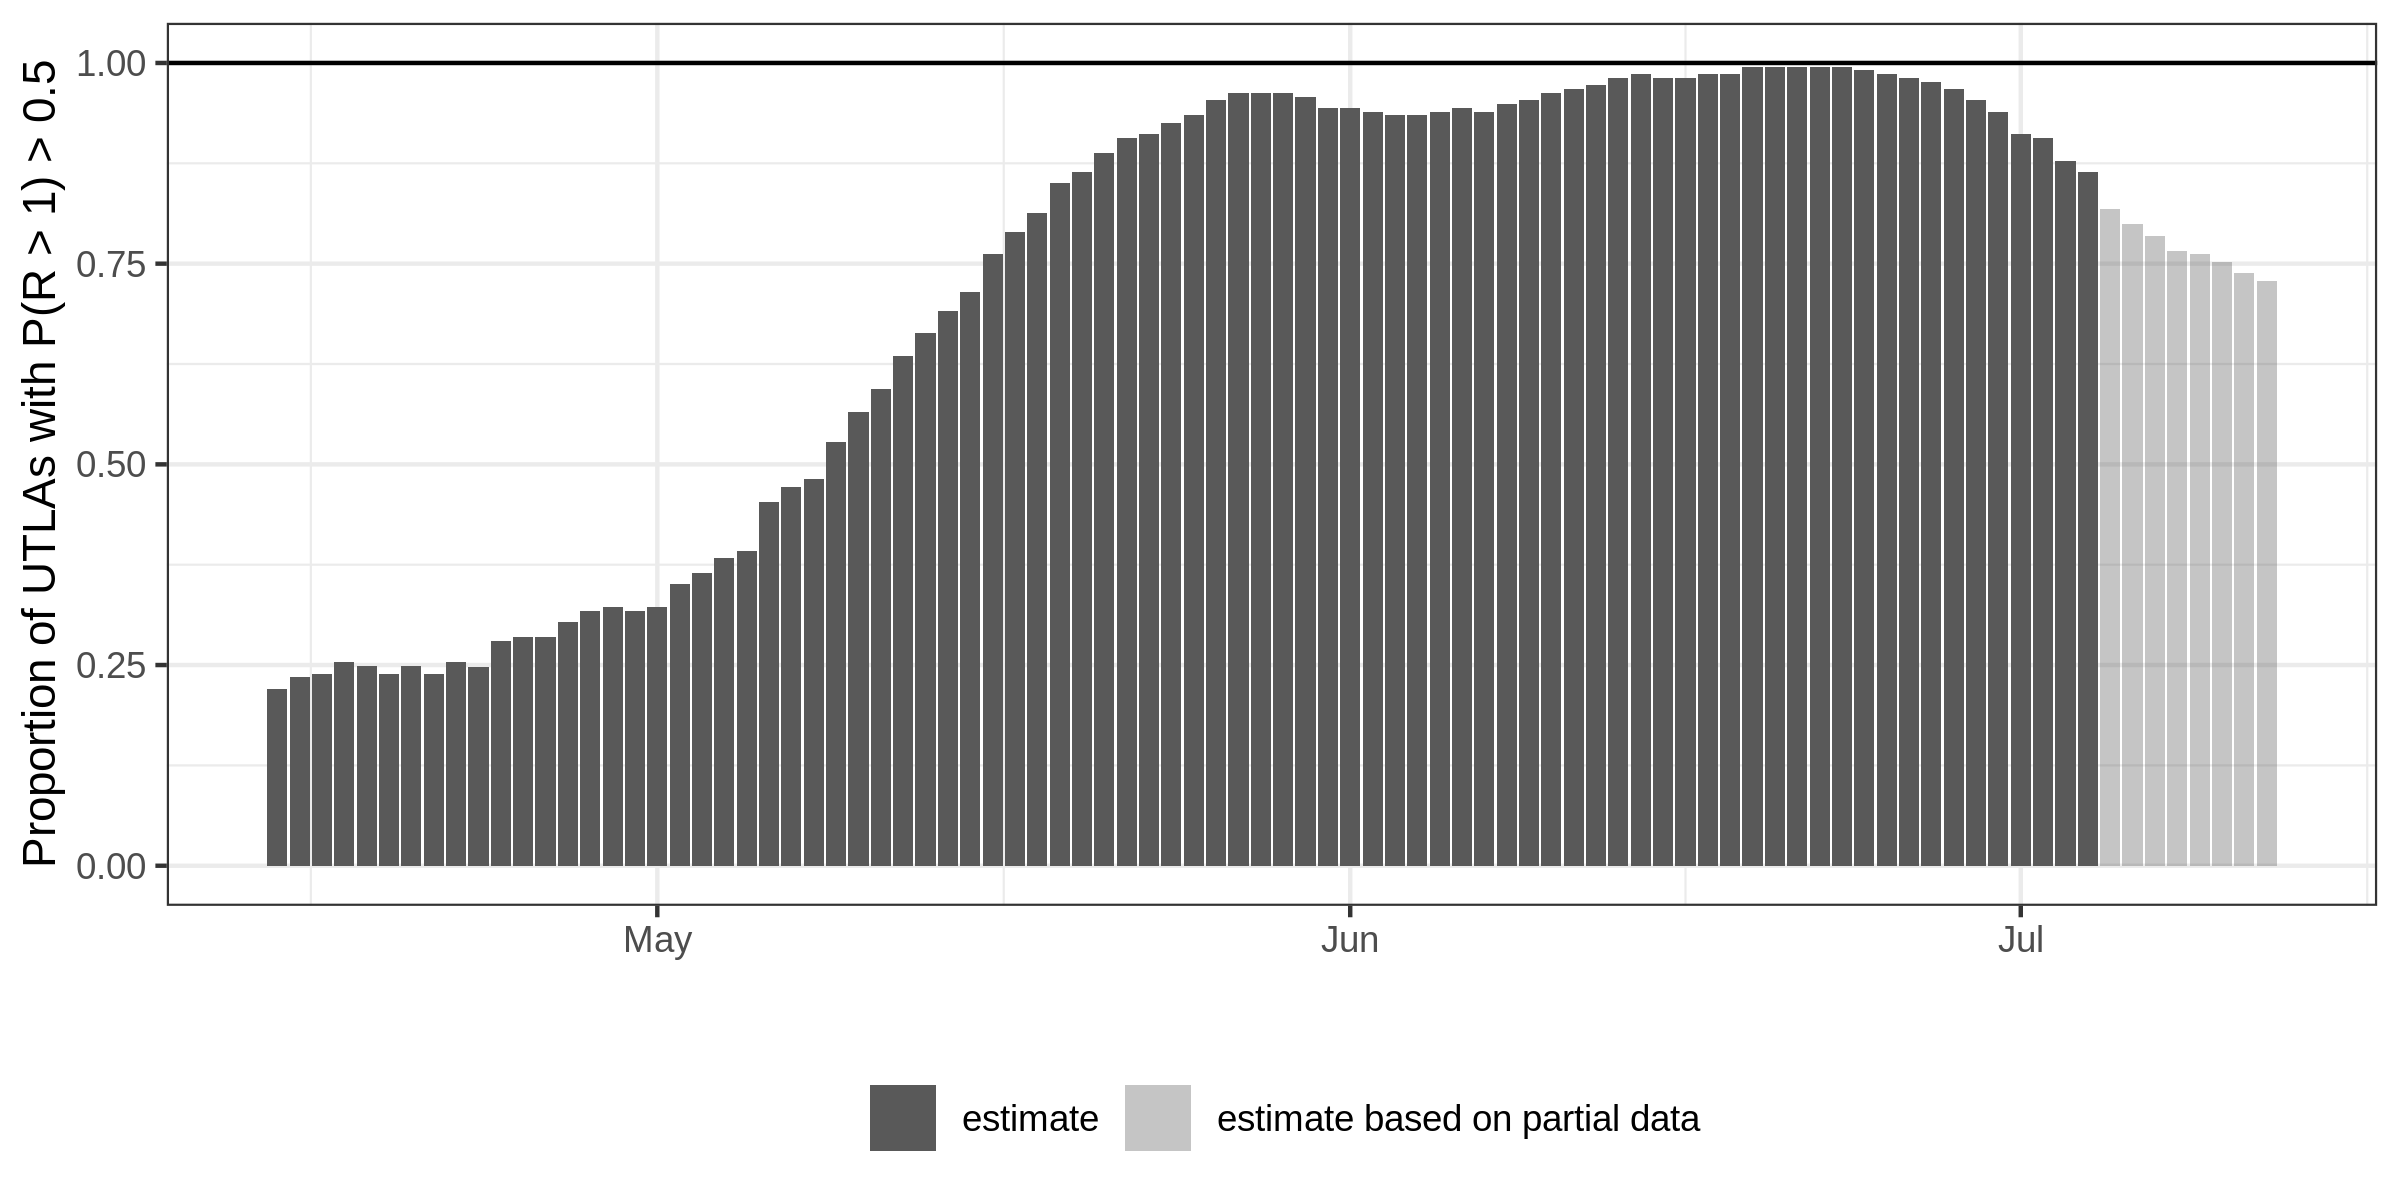 Proportion of UTLAs with P(R > 1) > 0.5
1.00
0.75
0.50
0.25
0.00
May Jun Jul
estimate estimate based on partial data